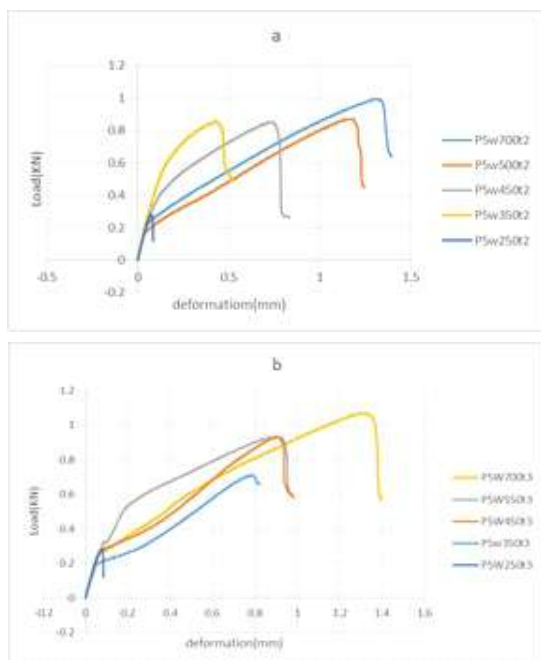 a
1.2
1
0.8
0.6
0.4
0.2
0
-0.2
-0.5 0 0.5 1 1.5
Load(KN)
deformatiom(mm)
P5w700t2
P5w500t2
P5w450t2
P5w350t2
P5w250t2
b
1.2
1
0.8
0.6
0.4
0.2
0
-0.2
-0.2 0 0.2 0.4 0.6 0.8 1 1.2 1.4 1.6
Load(KN)
deformation(mm)
P5W700t3
P5W550t3
P5W450t3
P5w350t3
P5W250t3